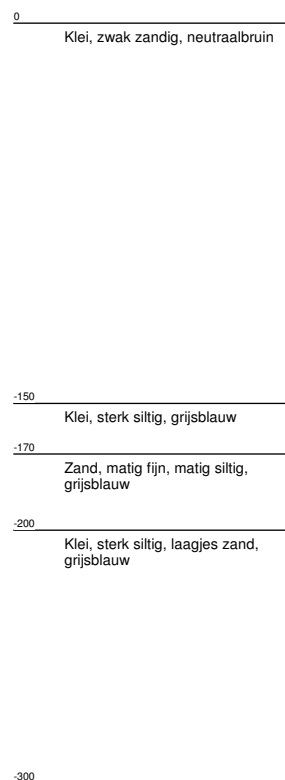 0
Klei, zwak zandig, neutraalbruin
-150
Klei, sterk siltig, grijsblauw
-170
Zand, matig fijn, matig siltig,
grijsblauw
-200
Klei, sterk siltig, laagjes zand,
grijsblauw
-300